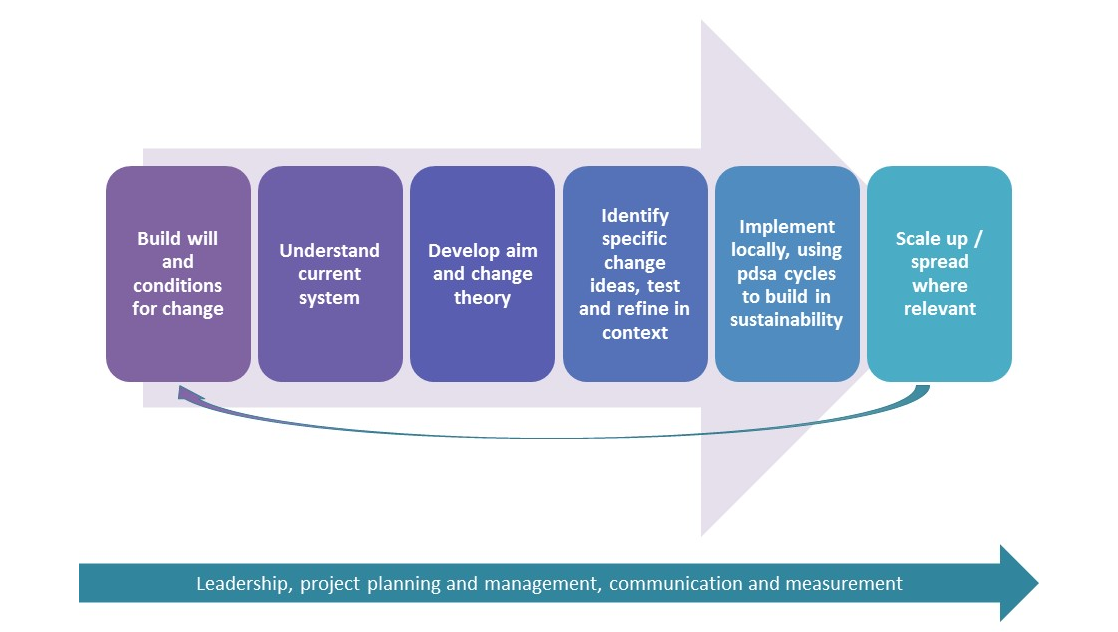 Build will
and
conditions
for change
Understand
current
system
Develop aim
and change
theory
Identify
specific
change
ideas, test
and refine in
context
Implement
locally, using
pdsa cycles
to build in
sustainability
Scale up /
spread
where
relevant
Leadership, project planning and management, communication and measurement